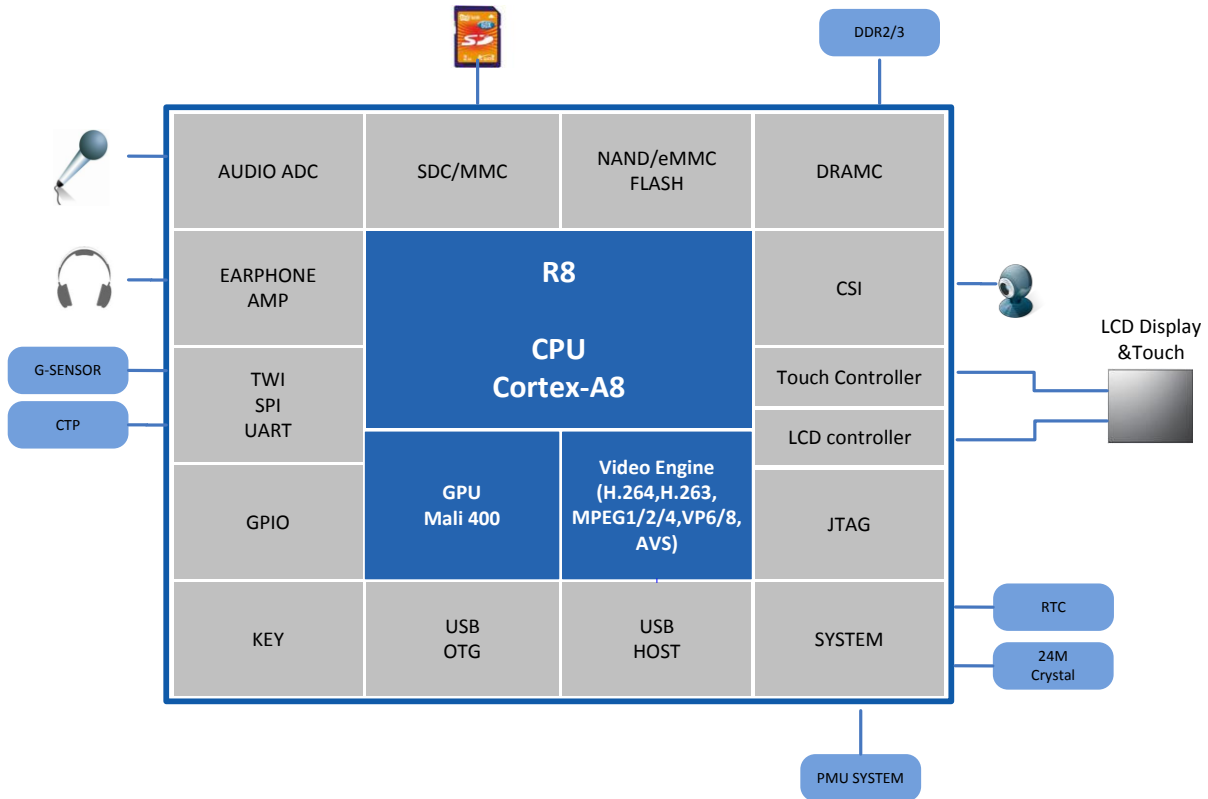 DDR2/3
AUDIO ADC
SDC/MMC
NAND/eMMC
FLASH
DRAMC
EARPHONE
AMP
R8
CPU
Cortex-A8
CSI
LCD Display
&Touch
G-SENSOR
CTP
TWI
SPI
UART
Touch Controller
LCD controller
GPIO
GPU
Mali 400
Video Engine
(H.264,H.263,
MPEG1/2/4,VP6/8,
AVS)
JTAG
KEY
USB
OTG
USB
HOST
SYSTEM
RTC
24M
Crystal
PMU SYSTEM